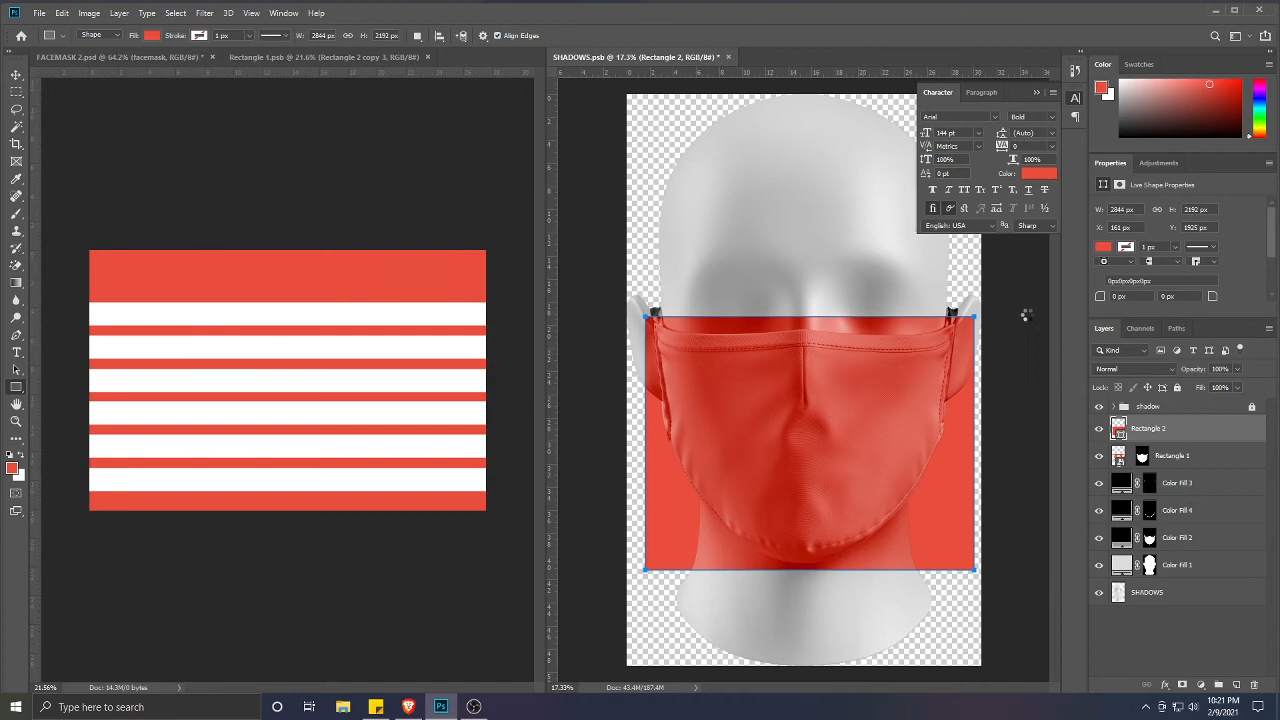 File Edit Image Layer Type Select Filter 3D View Window Help
Shape Fill: 1 px W: 2844 px H: 2192 px Align Edges
FACEMASK 2.psd @ 64.2% (facemask, RGB/8#) * Rectangle 1.psb @ 21.6% (Rectangle 2 copy 3, RGB/8#) SHADOWS.psb @ 17.3% (Rectangle 2, RGB/8#) *
Color Swatches
Character Paragraph
Arial Bold
144 pt (Auto)
Metrics 0
100% 100%
0 pt Color:
English: USA Sharp
Properties Adjustments
Live Shape Properties
W: 2844 px H: 2192 px
X: 161 px Y: 1925 px
1 px
0px0px0px0px
0 px 0 px
Layers Channels Paths
Kind
Normal Opacity: 100%
Lock: Fill: 100%
shadow
Rectangle 2
Rectangle 1
Color Fill 3
Color Fill 4
Color Fill 2
Color Fill 1
SHADOWS
21.56% Doc: 14.3M/0 bytes 17.33% Doc: 43.4M/187.4M
Type here to search
10:21 PM
2/9/2021